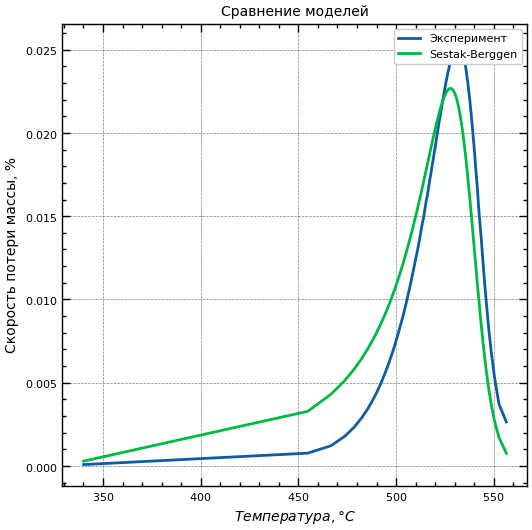 Сравнение моделей
Эксперимент
Sestak-Berggen
Скорость потери массы, %
0.025
0.020
0.015
0.010
0.005
0.000
350 400 450 500 550
Температура, °C